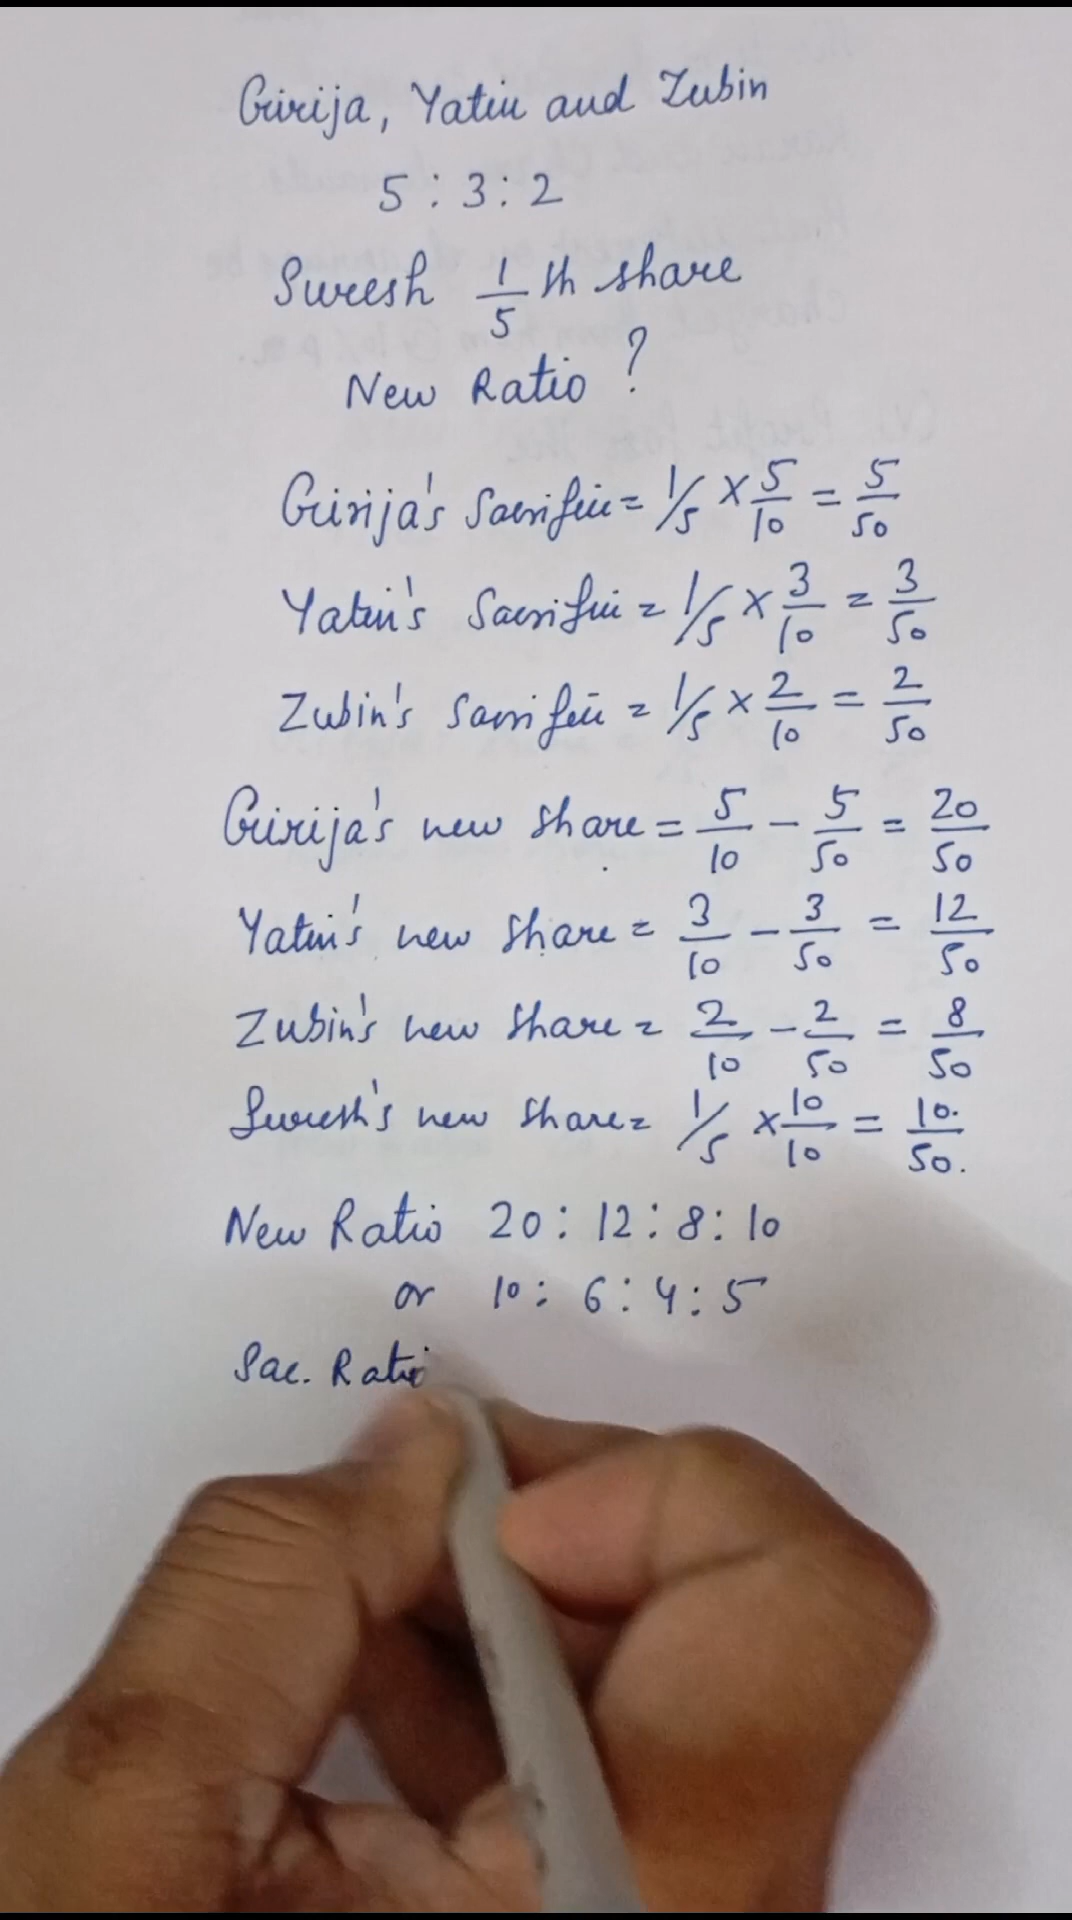 Girija, Yatin and Zubin
5 : 3 : 2
Suresh 1/5 th share
New Ratio ?
Girija's Sacrifice = 1/5 × 5/10 = 5/50
Yatin's Sacrifice = 1/5 × 3/10 = 3/50
Zubin's Sacrifice = 1/5 × 2/10 = 2/50
Girija's new share = 5/10 - 5/50 = 20/50
Yatin's new share = 3/10 - 3/50 = 12/50
Zubin's new share = 2/10 - 2/50 = 8/50
Suresh's new share = 1/5 × 10/10 = 10/50.
New Ratio 20 : 12 : 8 : 10
or 10 : 6 : 4 : 5
Sac. Ratio